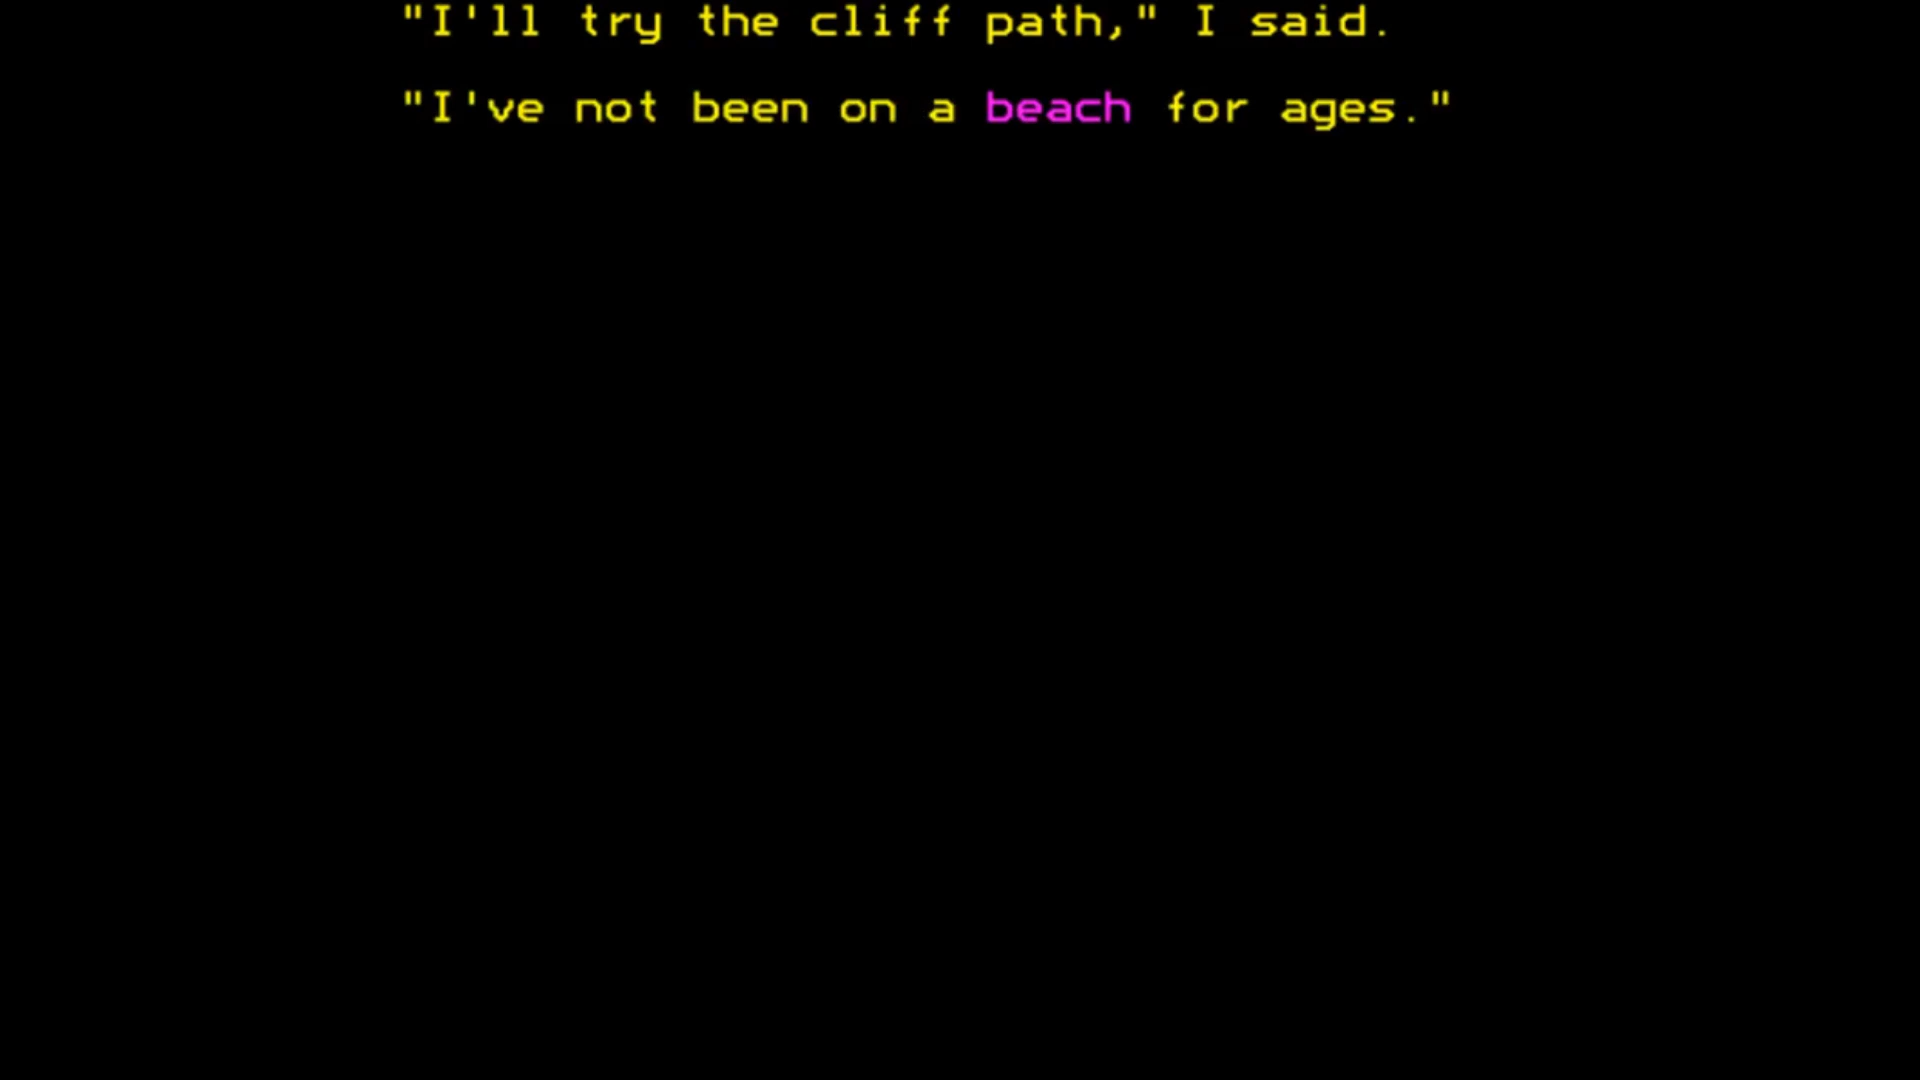 "I'll try the cliff path," I said.
"I've not been on a beach for ages."